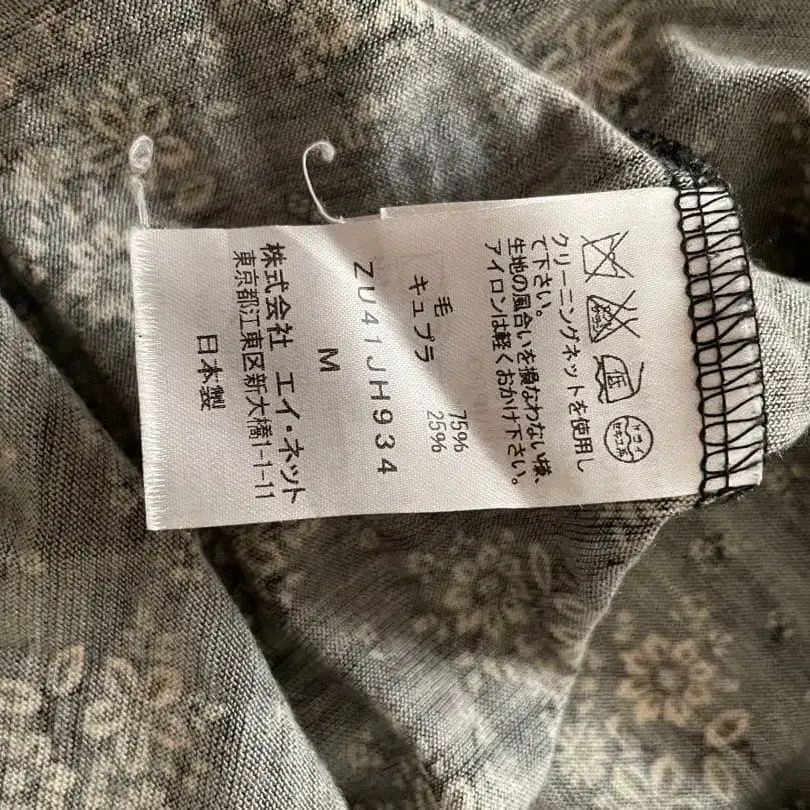 ドライ
クリーニングネットを使用し
て下さい。
生地の風合いを損なわない様、
アイロンは軽くおかけ下さい。
毛 75%
キュプラ 25%
ZU41JH934
M
株式会社 エイ・ネット
東京都江東区新大橋1-1-11
日本製